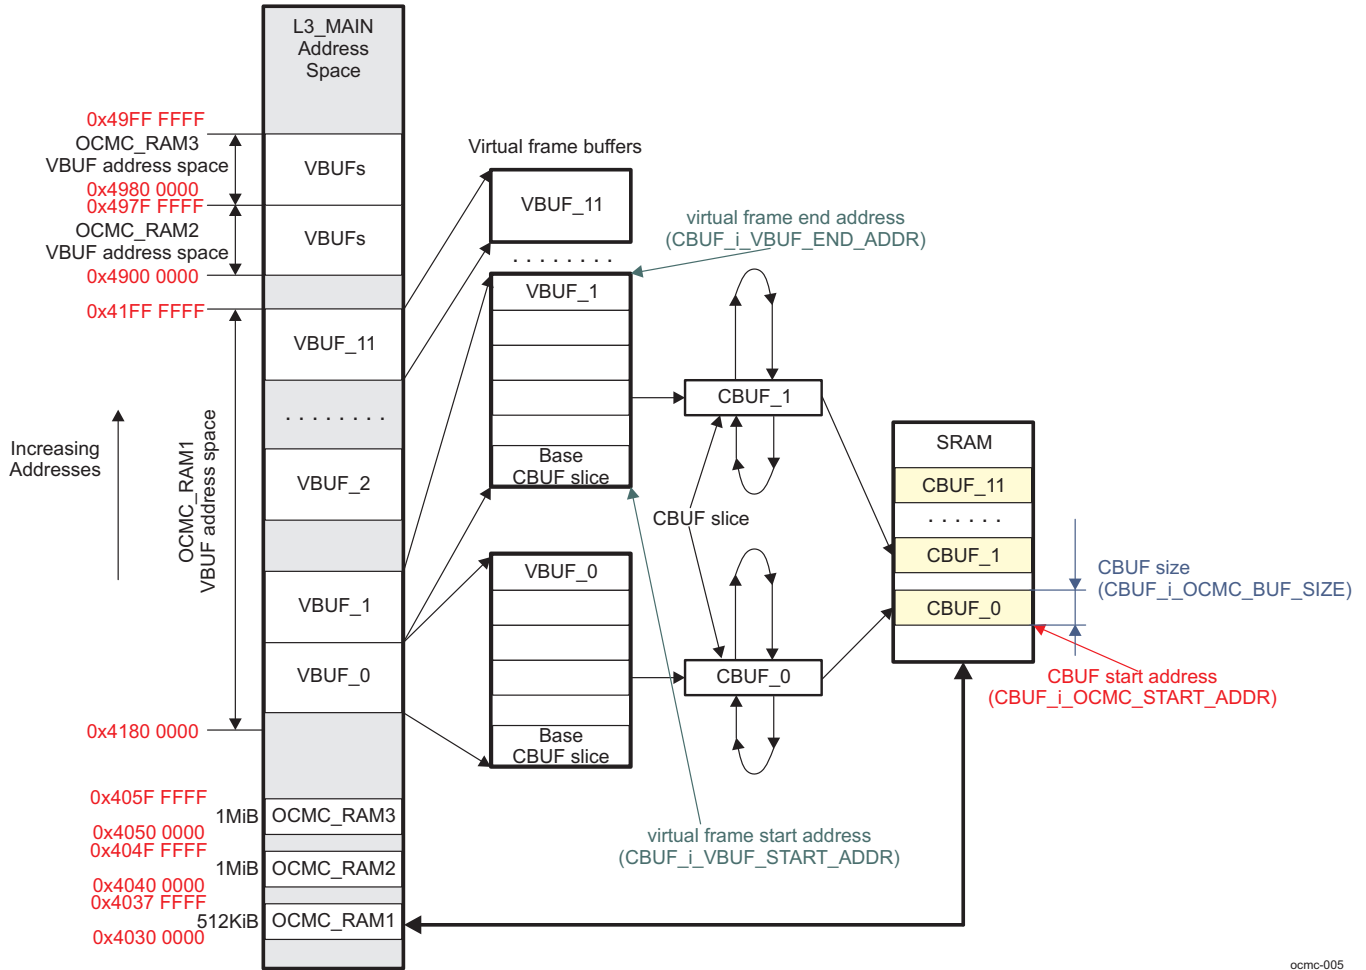 L3_MAIN
Address
Space
0x49FF FFFF
OCMC_RAM3
VBUF address space
0x4980 0000
0x497F FFFF
OCMC_RAM2
VBUF address space
0x4900 0000
0x41FF FFFF
VBUFs
VBUFs
VBUF_11
. . . . . . . .
VBUF_2
VBUF_1
VBUF_0
Increasing
Addresses
OCMC_RAM1
VBUF address space
0x4180 0000
0x405F FFFF
1MiB
OCMC_RAM3
0x4050 0000
0x404F FFFF
1MiB
OCMC_RAM2
0x4040 0000
0x4037 FFFF
512KiB
OCMC_RAM1
0x4030 0000
Virtual frame buffers
VBUF_11
. . . . . . . .
VBUF_1
Base
CBUF slice
VBUF_0
Base
CBUF slice
virtual frame end address
(CBUF_i_VBUF_END_ADDR)
CBUF_1
CBUF slice
CBUF_0
virtual frame start address
(CBUF_i_VBUF_START_ADDR)
SRAM
CBUF_11
. . . . . .
CBUF_1
CBUF_0
CBUF size
(CBUF_i_OCMC_BUF_SIZE)
CBUF start address
(CBUF_i_OCMC_START_ADDR)
ocmc-005